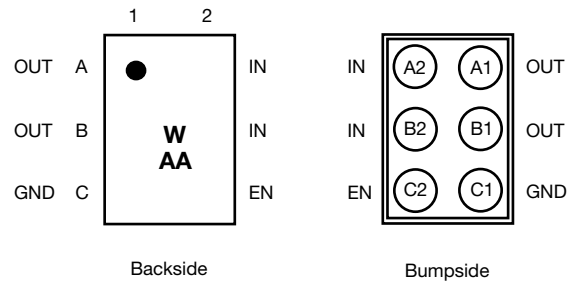 1 2
OUT A IN IN A2 A1 OUT
OUT B W IN IN B2 B1 OUT
AA
GND C EN EN C2 C1 GND
Backside Bumpside